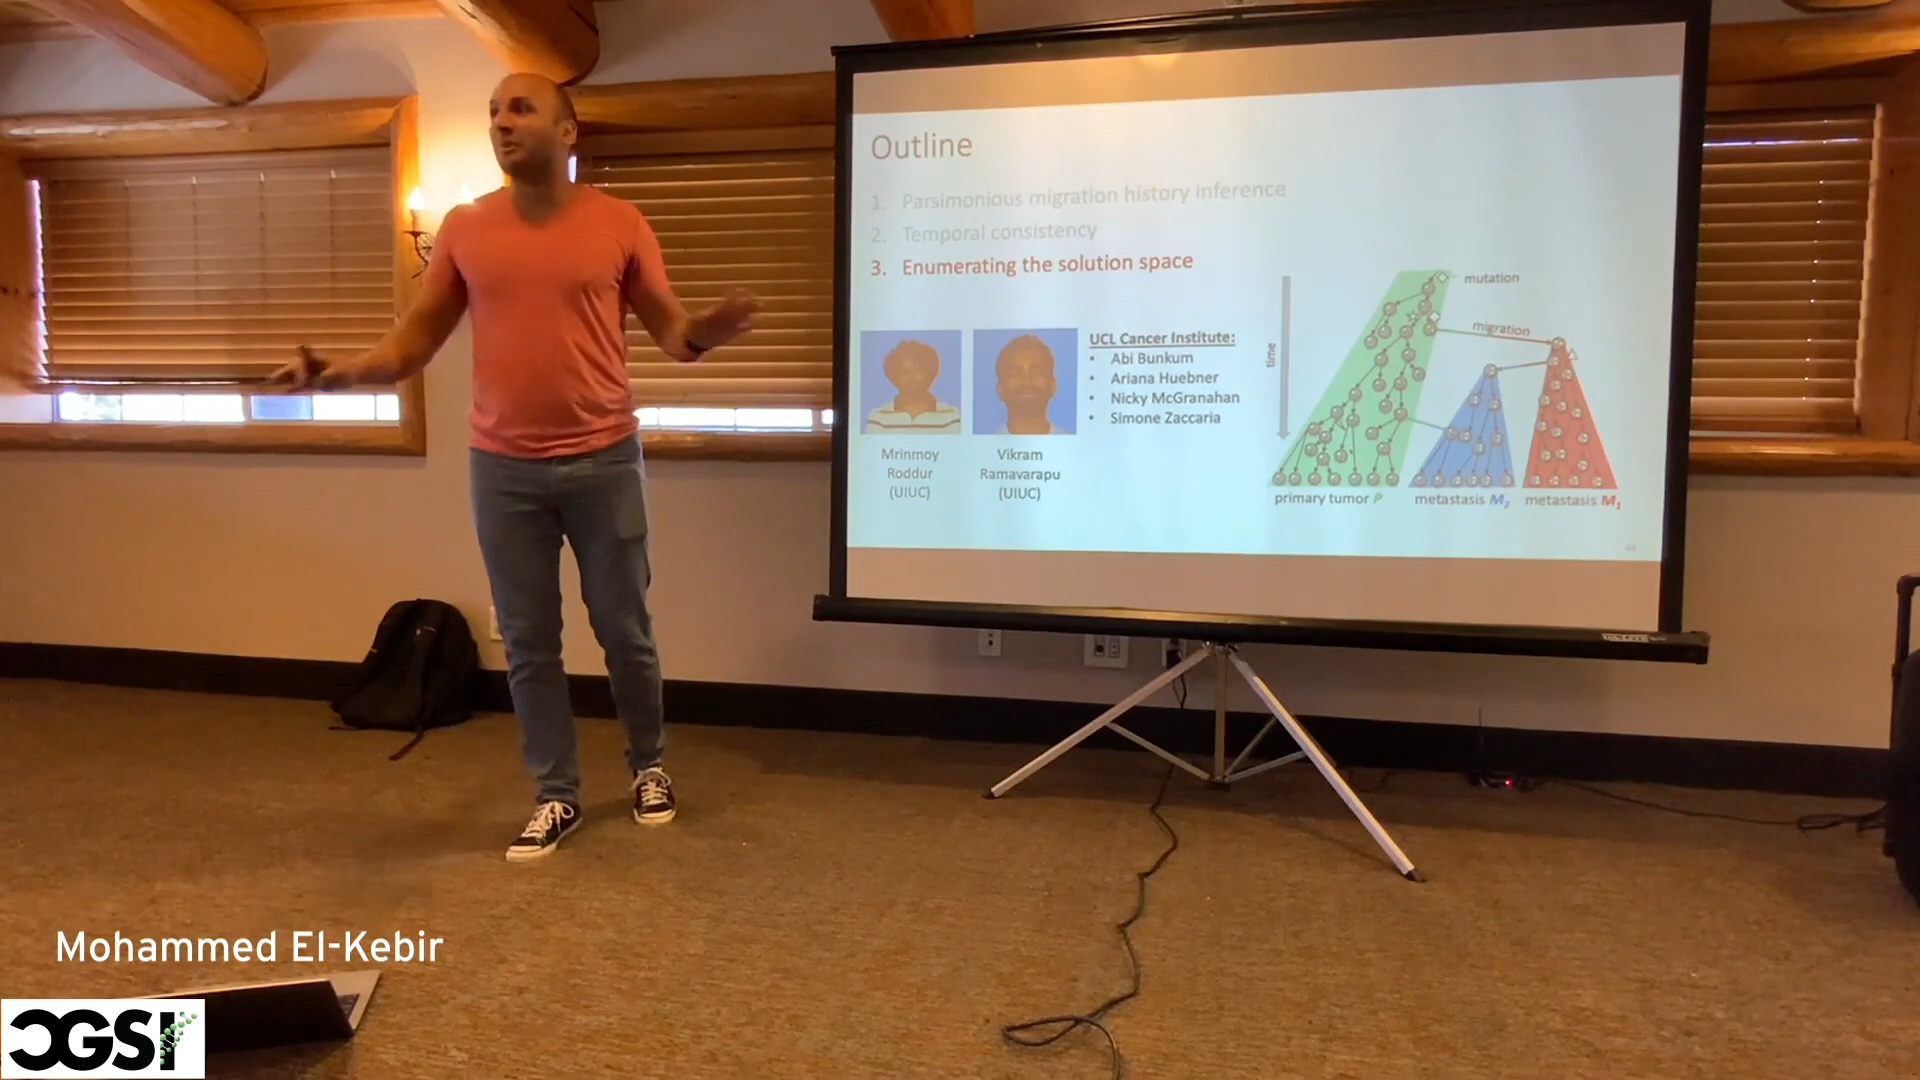 Outline
1. Parsimonious migration history inference
2. Temporal consistency
3. Enumerating the solution space
mutation
migration
time
UCL Cancer Institute:
• Abi Bunkum
• Ariana Huebner
• Nicky McGranahan
• Simone Zaccaria
Mrinmoy
Roddur
(UIUC)
Vikram
Ramavarapu
(UIUC)
primary tumor P
metastasis M2
metastasis M1
Mohammed El-Kebir
CGSI